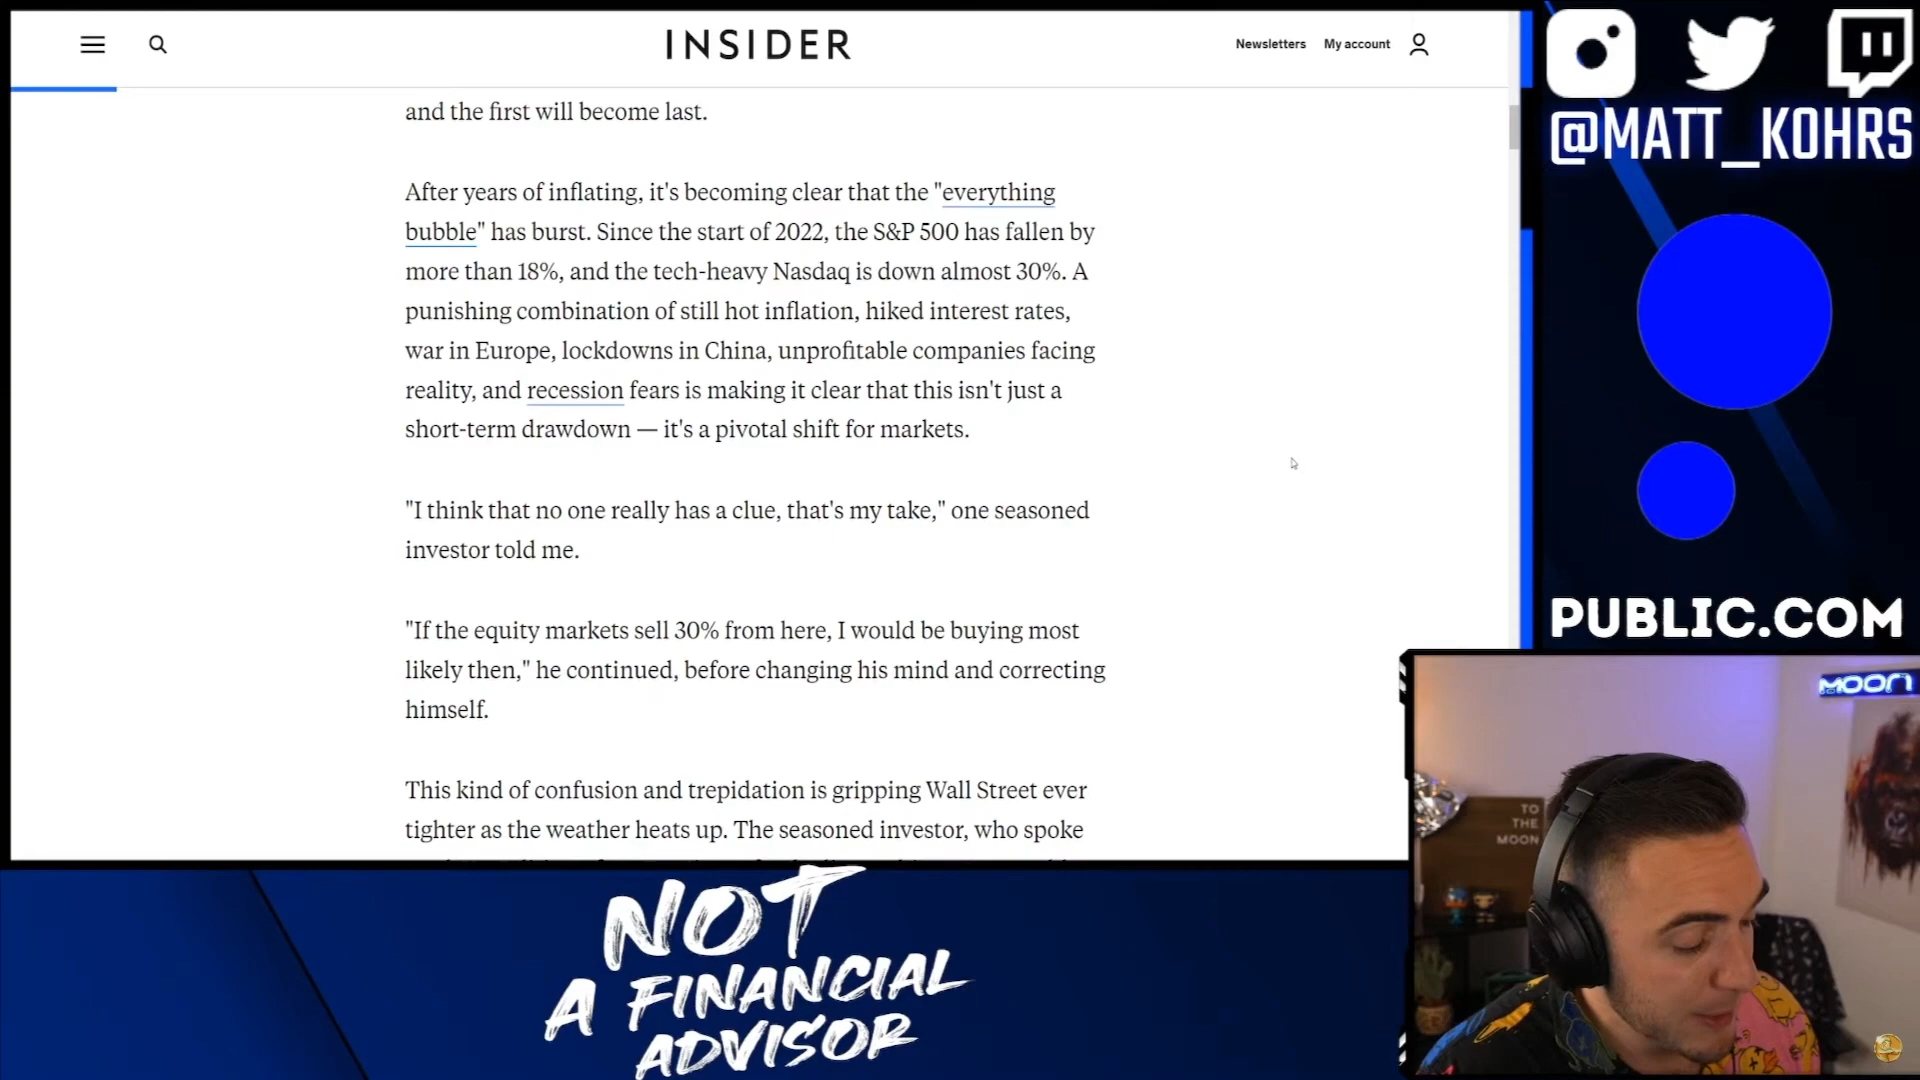 INSIDER
Newsletters My account
and the first will become last.
After years of inflating, it's becoming clear that the "everything
bubble" has burst. Since the start of 2022, the S&P 500 has fallen by
more than 18%, and the tech-heavy Nasdaq is down almost 30%. A
punishing combination of still hot inflation, hiked interest rates,
war in Europe, lockdowns in China, unprofitable companies facing
reality, and recession fears is making it clear that this isn't just a
short-term drawdown — it's a pivotal shift for markets.
"I think that no one really has a clue, that's my take," one seasoned
investor told me.
"If the equity markets sell 30% from here, I would be buying most
likely then," he continued, before changing his mind and correcting
himself.
This kind of confusion and trepidation is gripping Wall Street ever
tighter as the weather heats up. The seasoned investor, who spoke
@MATT_KOHRS
PUBLIC.COM
MOON
TO
THE
MOON
NOT
A FINANCIAL
ADVISOR